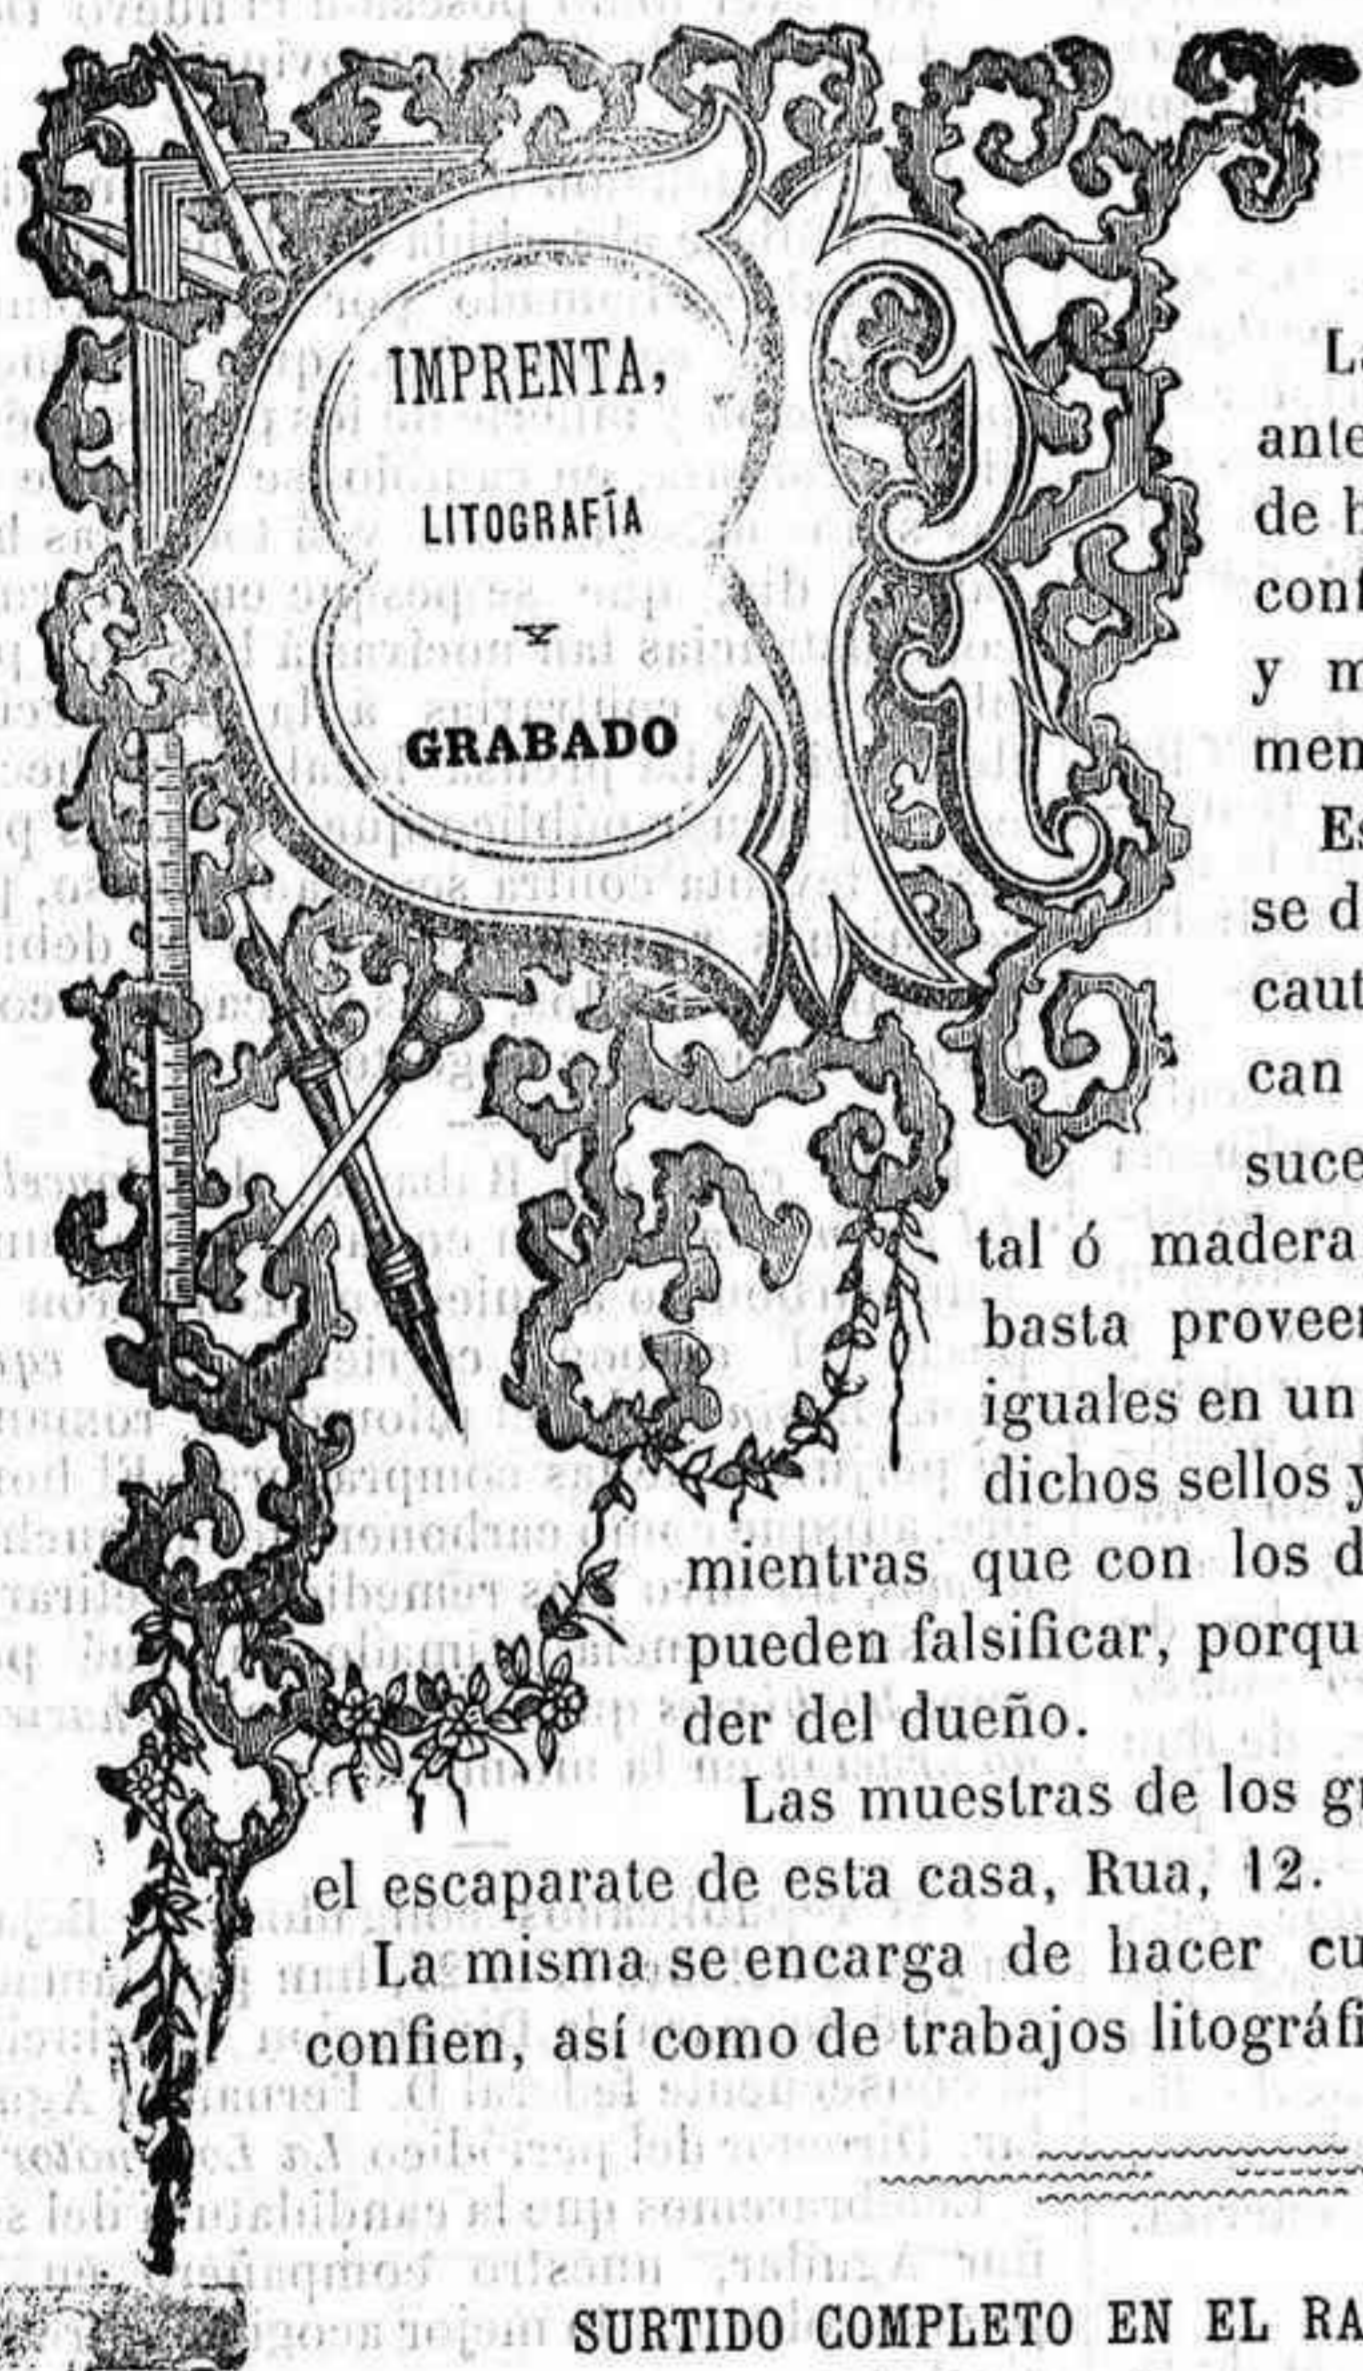 IMPRENTA,
LITOGRAFÍA
Y
GRABADO
La
ante
de h
conf
y m
men
Es
se d
caut
can
suce
tal ó madera
basta proveer
iguales en un
dichos sellos y
mientras que con los d
pueden falsificar, porqu
der del dueño.
Las muestras de los gr
el escaparate de esta casa, Rua, 12.
La misma se encarga de hacer cu
confien, así como de trabajos litográfi
SURTIDO COMPLETO EN EL RA